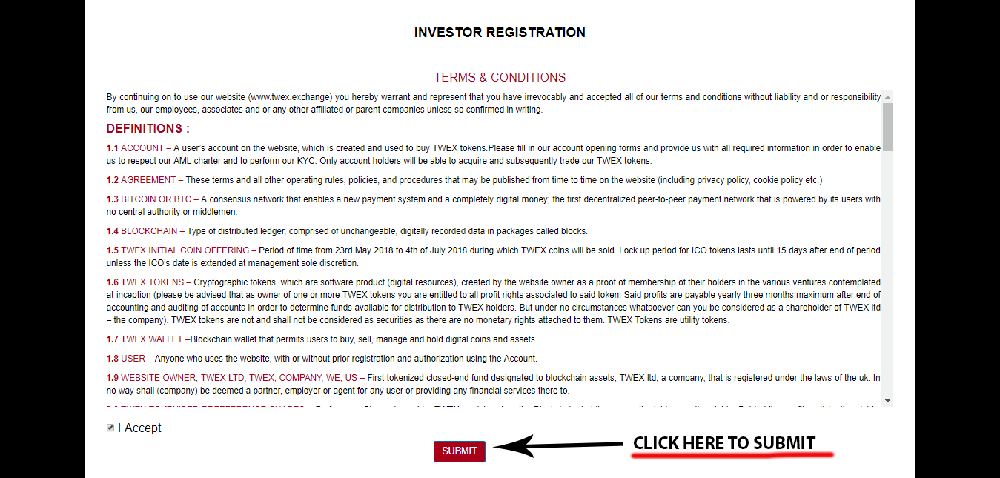 INVESTOR REGISTRATION
TERMS & CONDITIONS
By continuing on to use our website (www.twex.exchange) you hereby warrant and represent that you have irrevocably and accepted all of our terms and conditions without liability and or responsibility
from us, our employees, associates and or any other affiliated or parent companies unless so confirmed in writing.
DEFINITIONS :
1.1 ACCOUNT – A user's account on the website, which is created and used to buy TWEX tokens.Please fill in our account opening forms and provide us with all required information in order to enable
us to respect our AML charter and to perform our KYC. Only account holders will be able to acquire and subsequently trade our TWEX tokens.
1.2 AGREEMENT – These terms and all other operating rules, policies, and procedures that may be published from time to time on the website (including privacy policy, cookie policy etc.)
1.3 BITCOIN OR BTC – A consensus network that enables a new payment system and a completely digital money; the first decentralized peer-to-peer payment network that is powered by its users with
no central authority or middlemen.
1.4 BLOCKCHAIN – Type of distributed ledger, comprised of unchangeable, digitally recorded data in packages called blocks.
1.5 TWEX INITIAL COIN OFFERING – Period of time from 23rd May 2018 to 4th of July 2018 during which TWEX coins will be sold. Lock up period for ICO tokens lasts until 15 days after end of period
unless the ICO's date is extended at management sole discretion.
1.6 TWEX TOKENS – Cryptographic tokens, which are software product (digital resources), created by the website owner as a proof of membership of their holders in the various ventures contemplated
at inception (please be advised that as owner of one or more TWEX tokens you are entitled to all profit rights associated to said token. Said profits are payable yearly three months maximum after end of
accounting and auditing of accounts in order to determine funds available for distribution to TWEX holders. But under no circumstances whatsoever can you be considered as a shareholder of TWEX ltd
– the company). TWEX tokens are not and shall not be considered as securities as there are no monetary rights attached to them. TWEX Tokens are utility tokens.
1.7 TWEX WALLET –Blockchain wallet that permits users to buy, sell, manage and hold digital coins and assets.
1.8 USER – Anyone who uses the website, with or without prior registration and authorization using the Account.
1.9 WEBSITE OWNER, TWEX LTD, TWEX, COMPANY, WE, US – First tokenized closed-end fund designated to blockchain assets; TWEX ltd, a company, that is registered under the laws of the uk. In
no way shall (company) be deemed a partner, employer or agent for any user or providing any financial services there to.
I Accept
SUBMIT
CLICK HERE TO SUBMIT